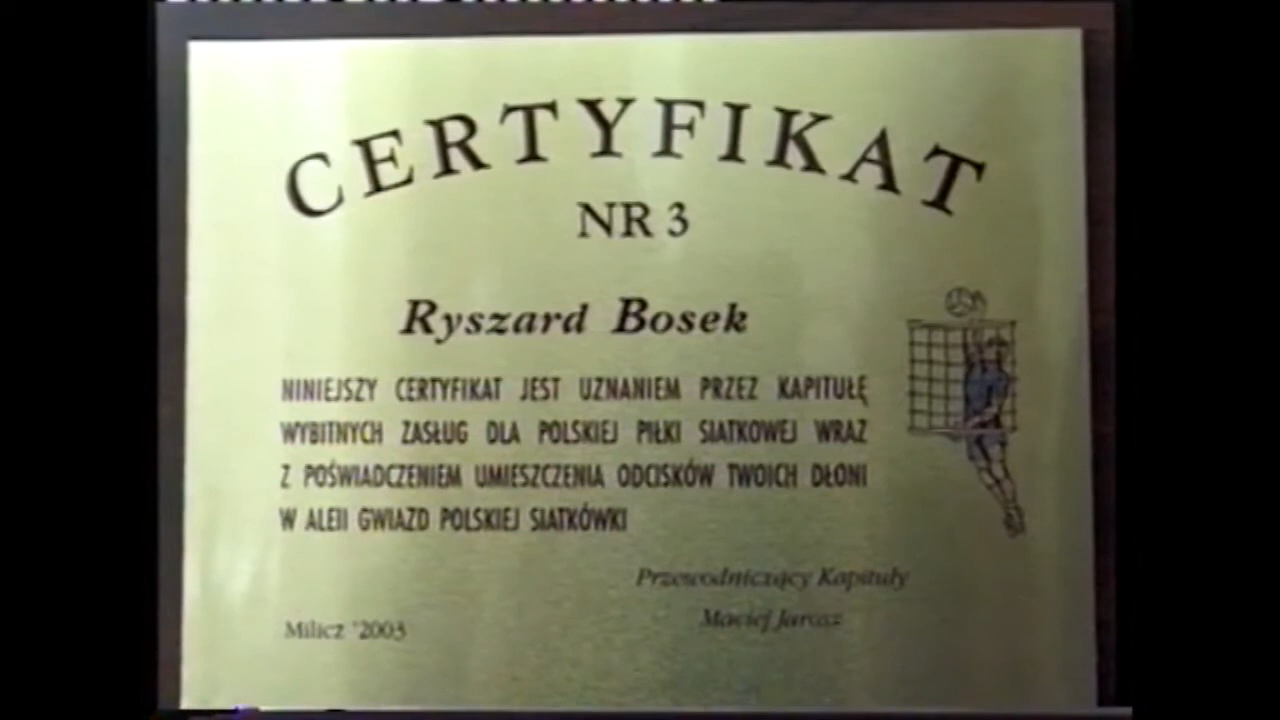 CERTYFIKAT
NR 3
Ryszard Bosek
NINIEJSZY CERTYFIKAT JEST UZNANIEM PRZEZ KAPITUŁĘ
WYBITNYCH ZASŁUG DLA POLSKIEJ PIŁKI SIATKOWEJ WRAZ
Z POŚWIADCZENIEM UMIESZCZENIA ODCISKÓW TWOICH DŁONI
W ALEII GWIAZD POLSKIEJ SIATKÓWKI
Przewodniczący Kapituły
Maciej Jarosz
Milicz '2003